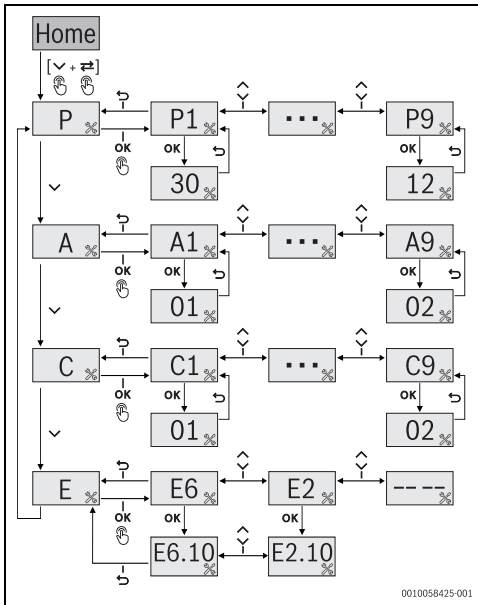 Home
[ + ]
P P1 ... P9
OK OK OK
30 12
A A1 ... A9
OK OK OK
01 02
C C1 ... C9
OK OK OK
01 02
E E6 E2 -- --
OK OK OK
E6.10 E2.10
0010058425-001